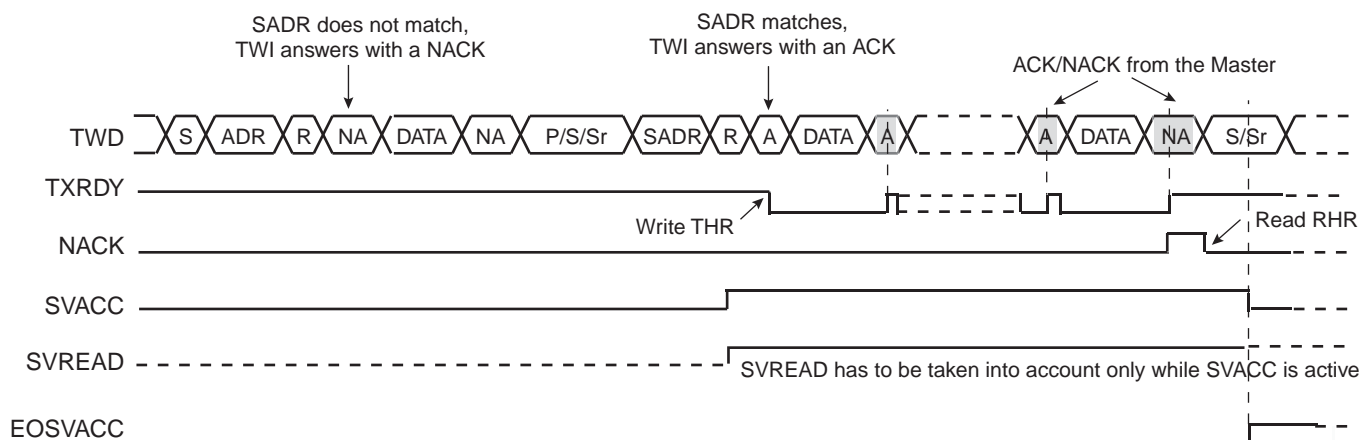 SADR does not match,
TWI answers with a NACK
SADR matches,
TWI answers with an ACK
ACK/NACK from the Master
TWD S ADR R NA DATA NA P/S/Sr SADR R A DATA A A DATA NA S/Sr
TXRDY
Write THR
Read RHR
NACK
SVACC
SVREAD
SVREAD has to be taken into account only while SVACC is active
EOSVACC